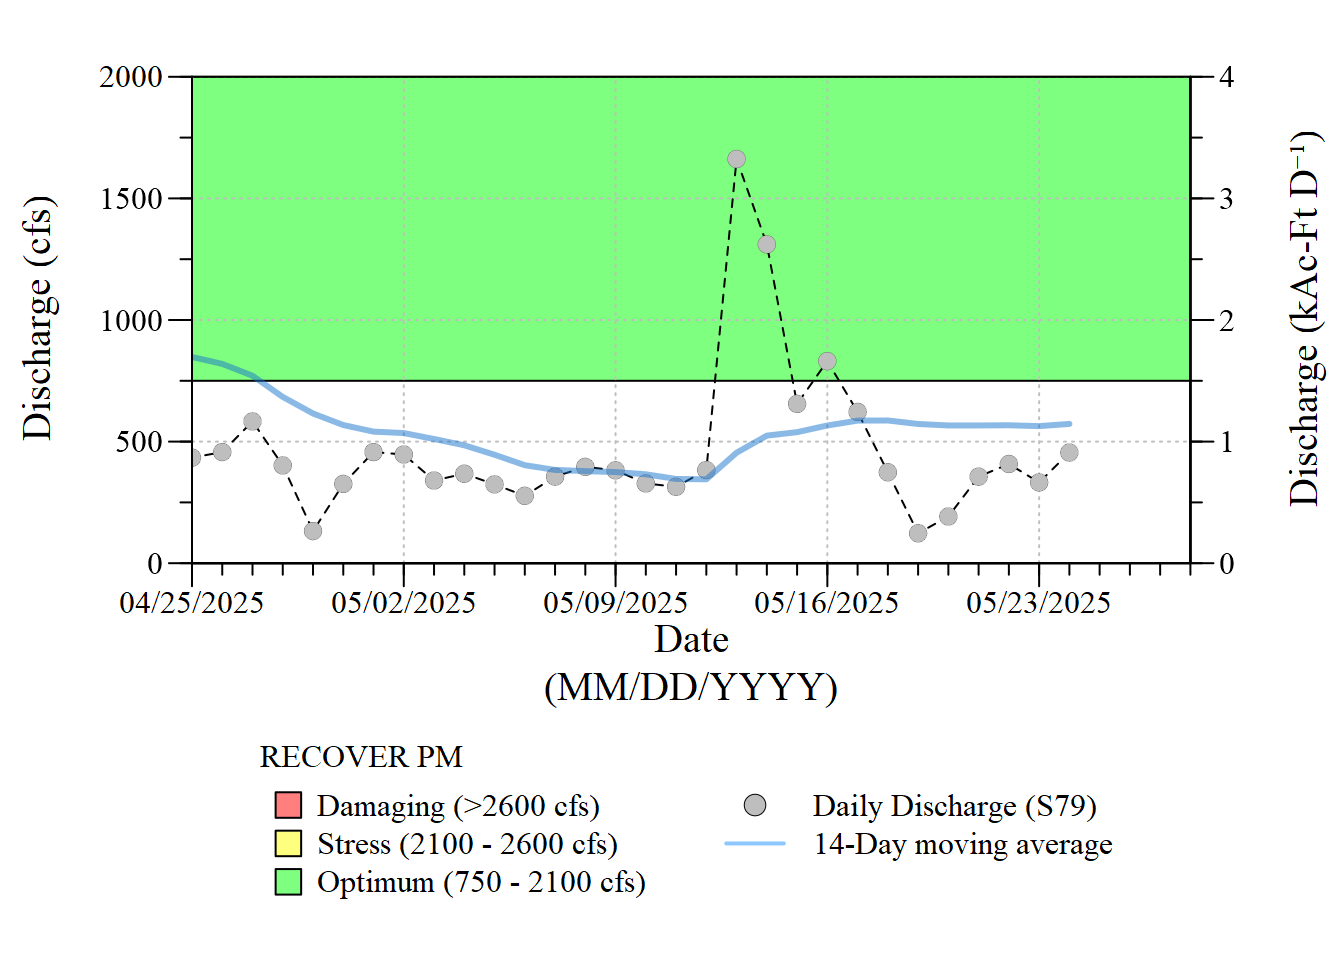 2000
1500
1000
500
0
Discharge (cfs)
4
3
2
1
0
Discharge (kAc-Ft D⁻¹)
04/25/2025 05/02/2025 05/09/2025 05/16/2025 05/23/2025
Date
(MM/DD/YYYY)
RECOVER PM
Damaging (>2600 cfs)
Stress (2100 - 2600 cfs)
Optimum (750 - 2100 cfs)
Daily Discharge (S79)
14-Day moving average